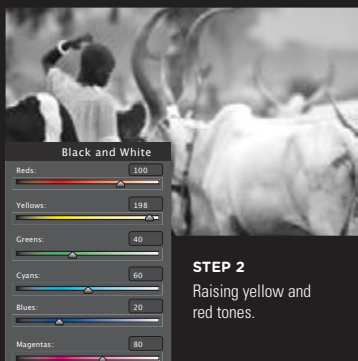 Black and White
Reds: 100
Yellows: 198
Greens: 40
Cyans: 60
Blues: 20
Magentas: 80
STEP 2
Raising yellow and
red tones.